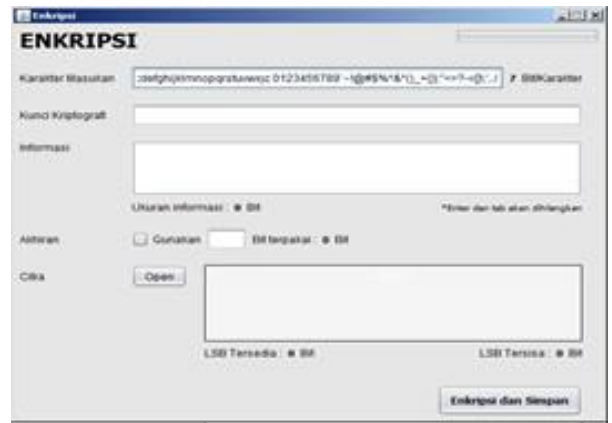 Enkripsi
ENKRIPSI
Karakter Masukan
7 Bit/Karakter
Kunci Kriptografi
Informasi
Ukuran Informasi : 0 Bit
*Enter dan tab akan dihilangkan
Akhiran
Gunakan
Bit terpakai : 0 Bit
Citra
Open
LSB Tersedia : 0 Bit
LSB Tersisa : 0 Bit
Enkripsi dan Simpan